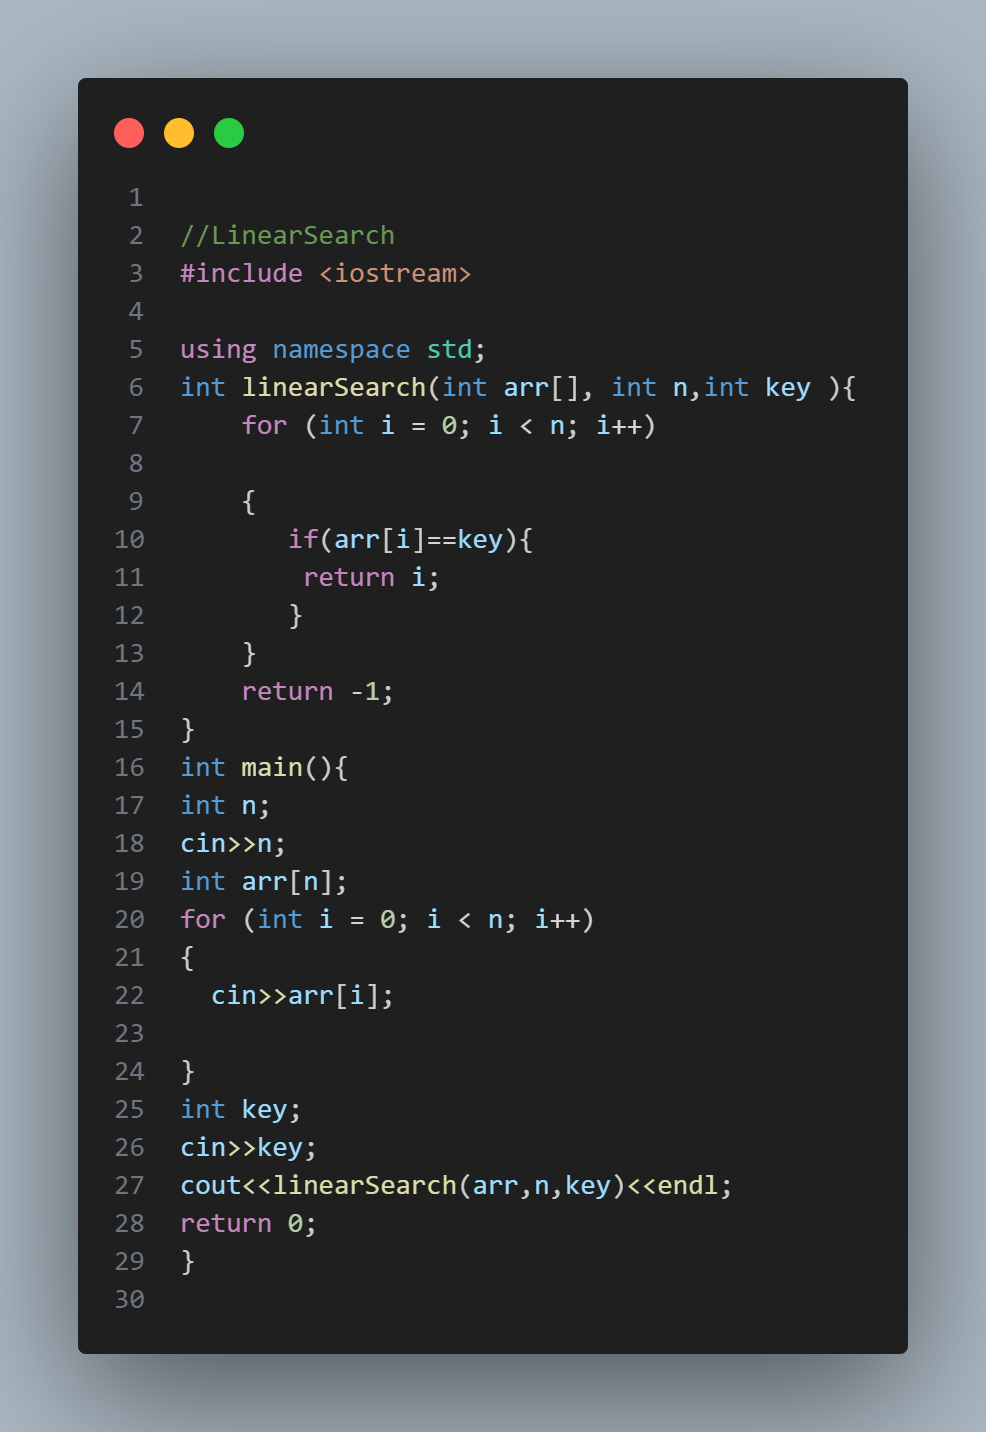 1
2 //LinearSearch
3 #include <iostream>
4
5 using namespace std;
6 int linearSearch(int arr[], int n,int key ){
7     for (int i = 0; i < n; i++)
8
9     {
10        if(arr[i]==key){
11         return i;
12        }
13     }
14     return -1;
15 }
16 int main(){
17 int n;
18 cin>>n;
19 int arr[n];
20 for (int i = 0; i < n; i++)
21 {
22   cin>>arr[i];
23
24 }
25 int key;
26 cin>>key;
27 cout<<linearSearch(arr,n,key)<<endl;
28 return 0;
29 }
30